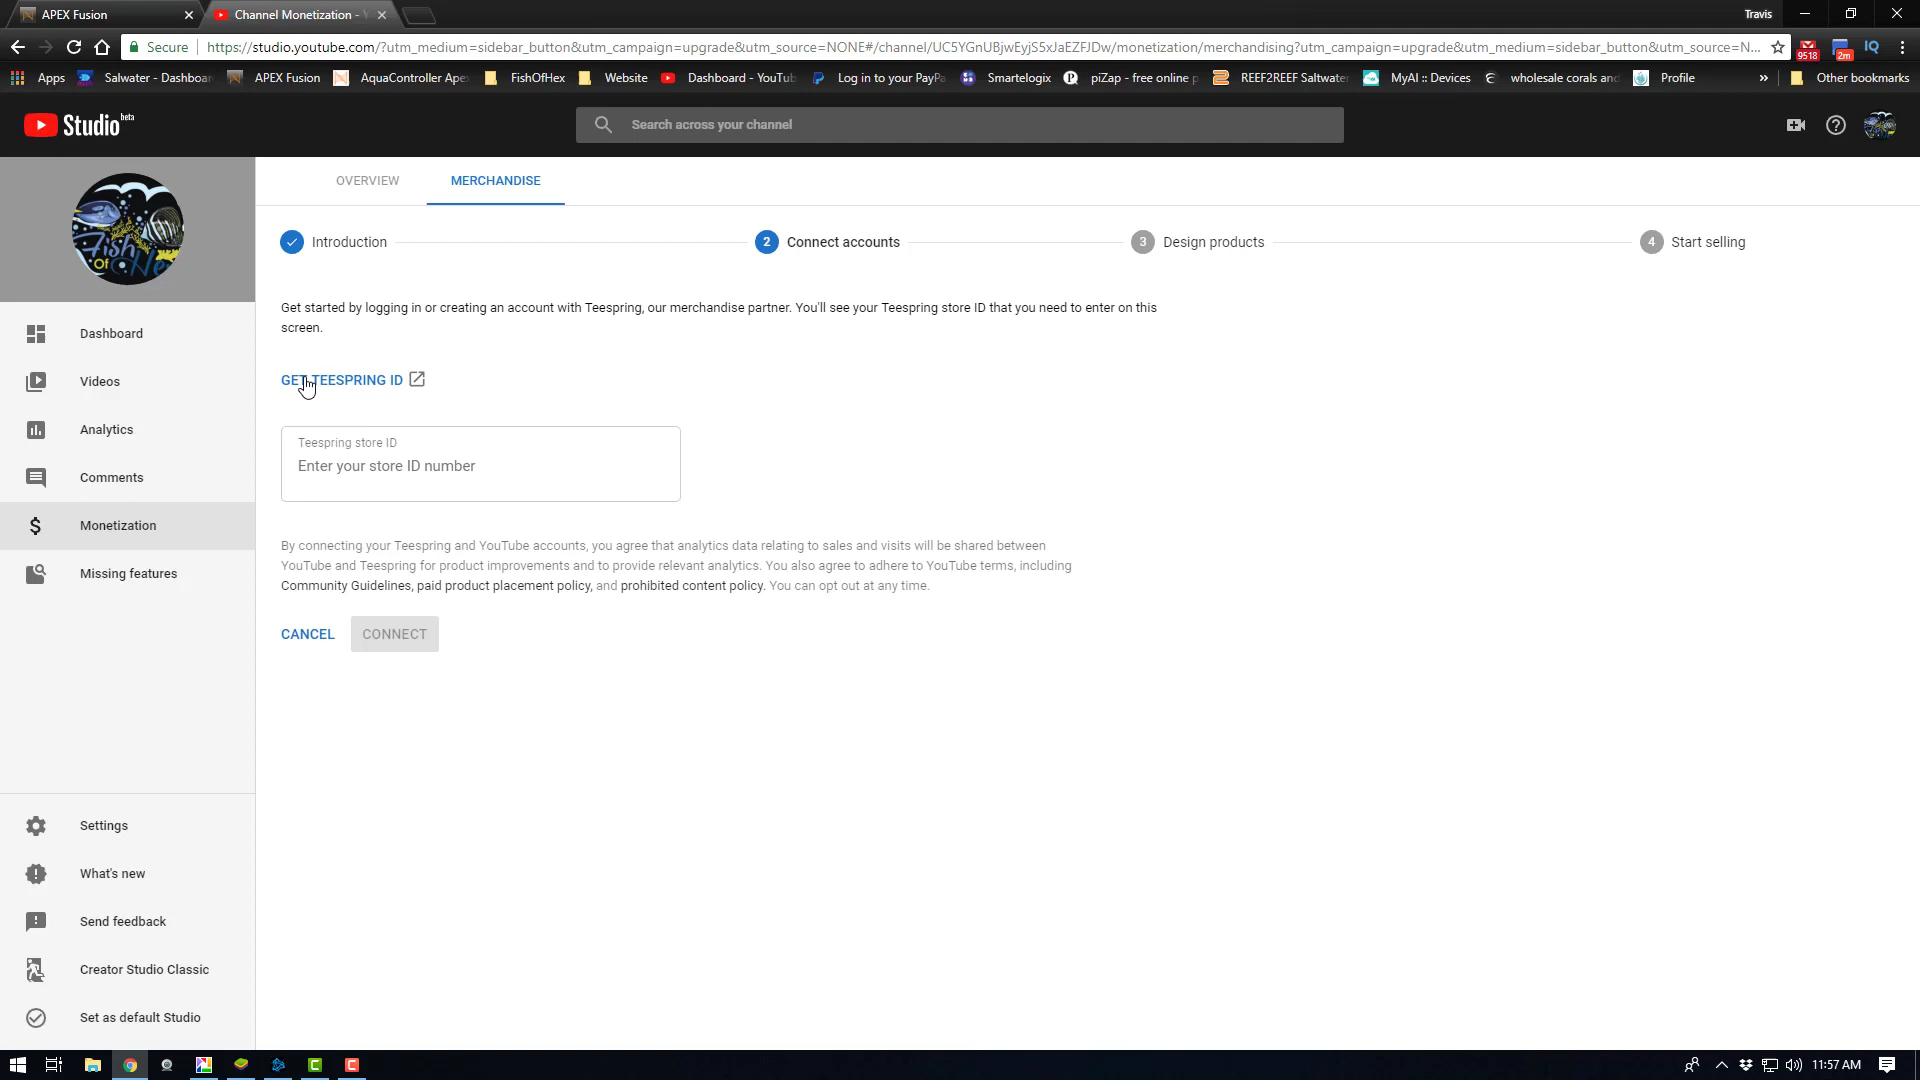 APEX Fusion
Channel Monetization - Y
Travis
Secure
https://studio.youtube.com/?utm_medium=sidebar_button&utm_campaign=upgrade&utm_source=NONE#/channel/UC5YGnUBjwEyjS5xJaEZFJDw/monetization/merchandising?utm_campaign=upgrade&utm_medium=sidebar_button&utm_source=N...
9518
2m
IQ
Apps
Salwater - Dashboar
APEX Fusion
AquaController Apex
FishOfHex
Website
Dashboard - YouTub
Log in to your PayPa
Smartelogix
piZap - free online p
REEF2REEF Saltwater
MyAI :: Devices
wholesale corals and
Profile
»
Other bookmarks
Studio beta
Search across your channel
Fish
Of He
OVERVIEW
MERCHANDISE
Introduction
2 Connect accounts
3 Design products
4 Start selling
Get started by logging in or creating an account with Teespring, our merchandise partner. You'll see your Teespring store ID that you need to enter on this
screen.
GET TEESPRING ID
Teespring store ID
Enter your store ID number
By connecting your Teespring and YouTube accounts, you agree that analytics data relating to sales and visits will be shared between
YouTube and Teespring for product improvements and to provide relevant analytics. You also agree to adhere to YouTube terms, including
Community Guidelines, paid product placement policy, and prohibited content policy. You can opt out at any time.
CANCEL
CONNECT
Dashboard
Videos
Analytics
Comments
Monetization
Missing features
Settings
What's new
Send feedback
Creator Studio Classic
Set as default Studio
11:57 AM